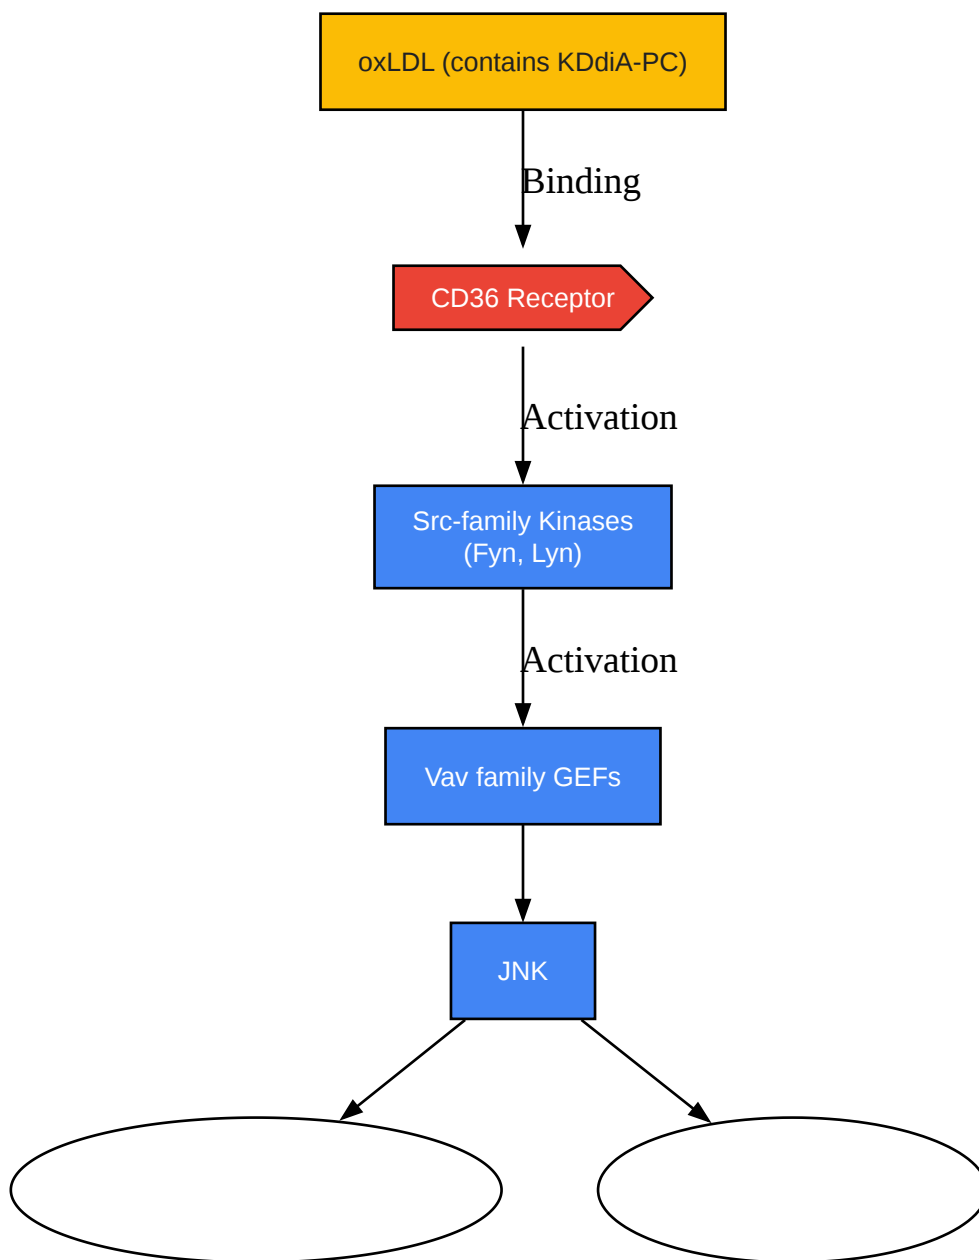 oxLDL (contains KDdiA-PC)
Binding
CD36 Receptor
Activation
Src-family Kinases
(Fyn, Lyn)
Activation
Vav family GEFs
JNK